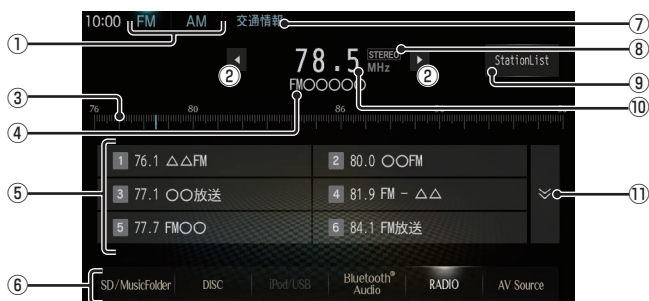 10:00 FM AM 交通情報
⑦
①
78.5 STEREO MHz
⑧
② ②
StationList
⑨
FM○○○○○
⑩
③
76 80 86
④
1 76.1 △△FM
2 80.0 ○○FM
⑤
3 77.1 ○○放送
4 81.9 FM - △△
⑪
5 77.7 FM○○
6 84.1 FM放送
⑥
SD/MusicFolder DISC iPod/USB Bluetooth® Audio RADIO AV Source